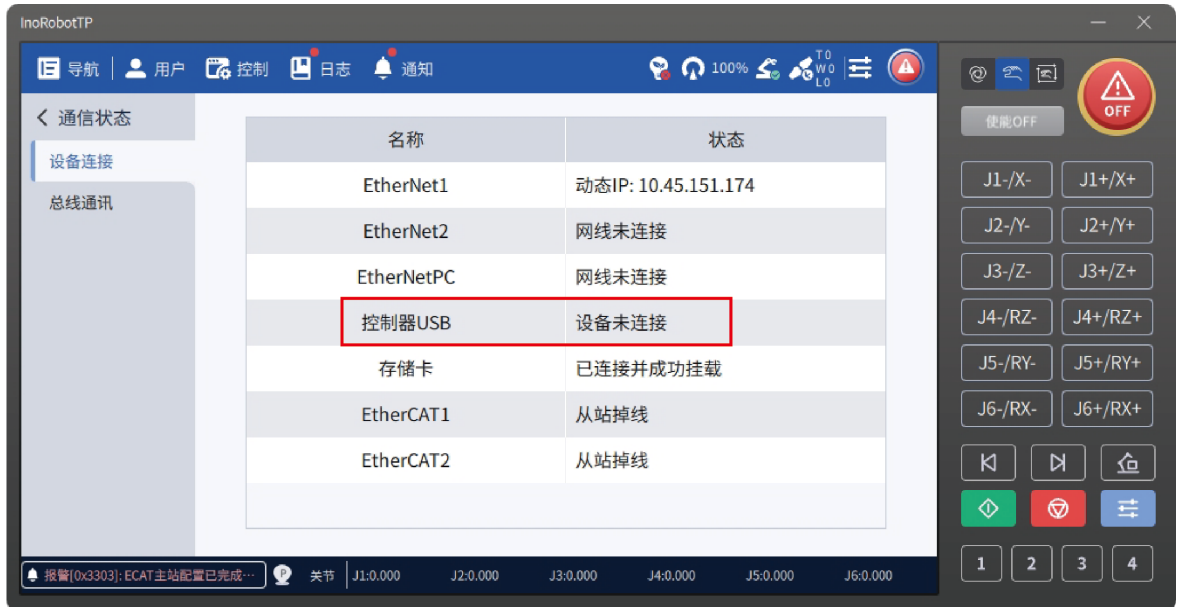 InoRobotTP
导航 用户 控制 日志 通知 100% T 0 W 0 L 0
OFF
使能OFF
通信状态
设备连接
总线通讯
名称 状态
EtherNet1 动态IP: 10.45.151.174
EtherNet2 网线未连接
EtherNetPC 网线未连接
控制器USB 设备未连接
存储卡 已连接并成功挂载
EtherCAT1 从站掉线
EtherCAT2 从站掉线
J1-/X- J1+/X+
J2-/Y- J2+/Y+
J3-/Z- J3+/Z+
J4-/RZ- J4+/RZ+
J5-/RY- J5+/RY+
J6-/RX- J6+/RX+
1 2 3 4
报警[0x3303]: ECAT主站配置已完成… P 关节 J1:0.000 J2:0.000 J3:0.000 J4:0.000 J5:0.000 J6:0.000